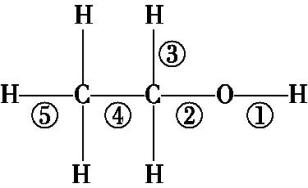 H H
③
H C C O H
⑤ ④ ② ①
H H